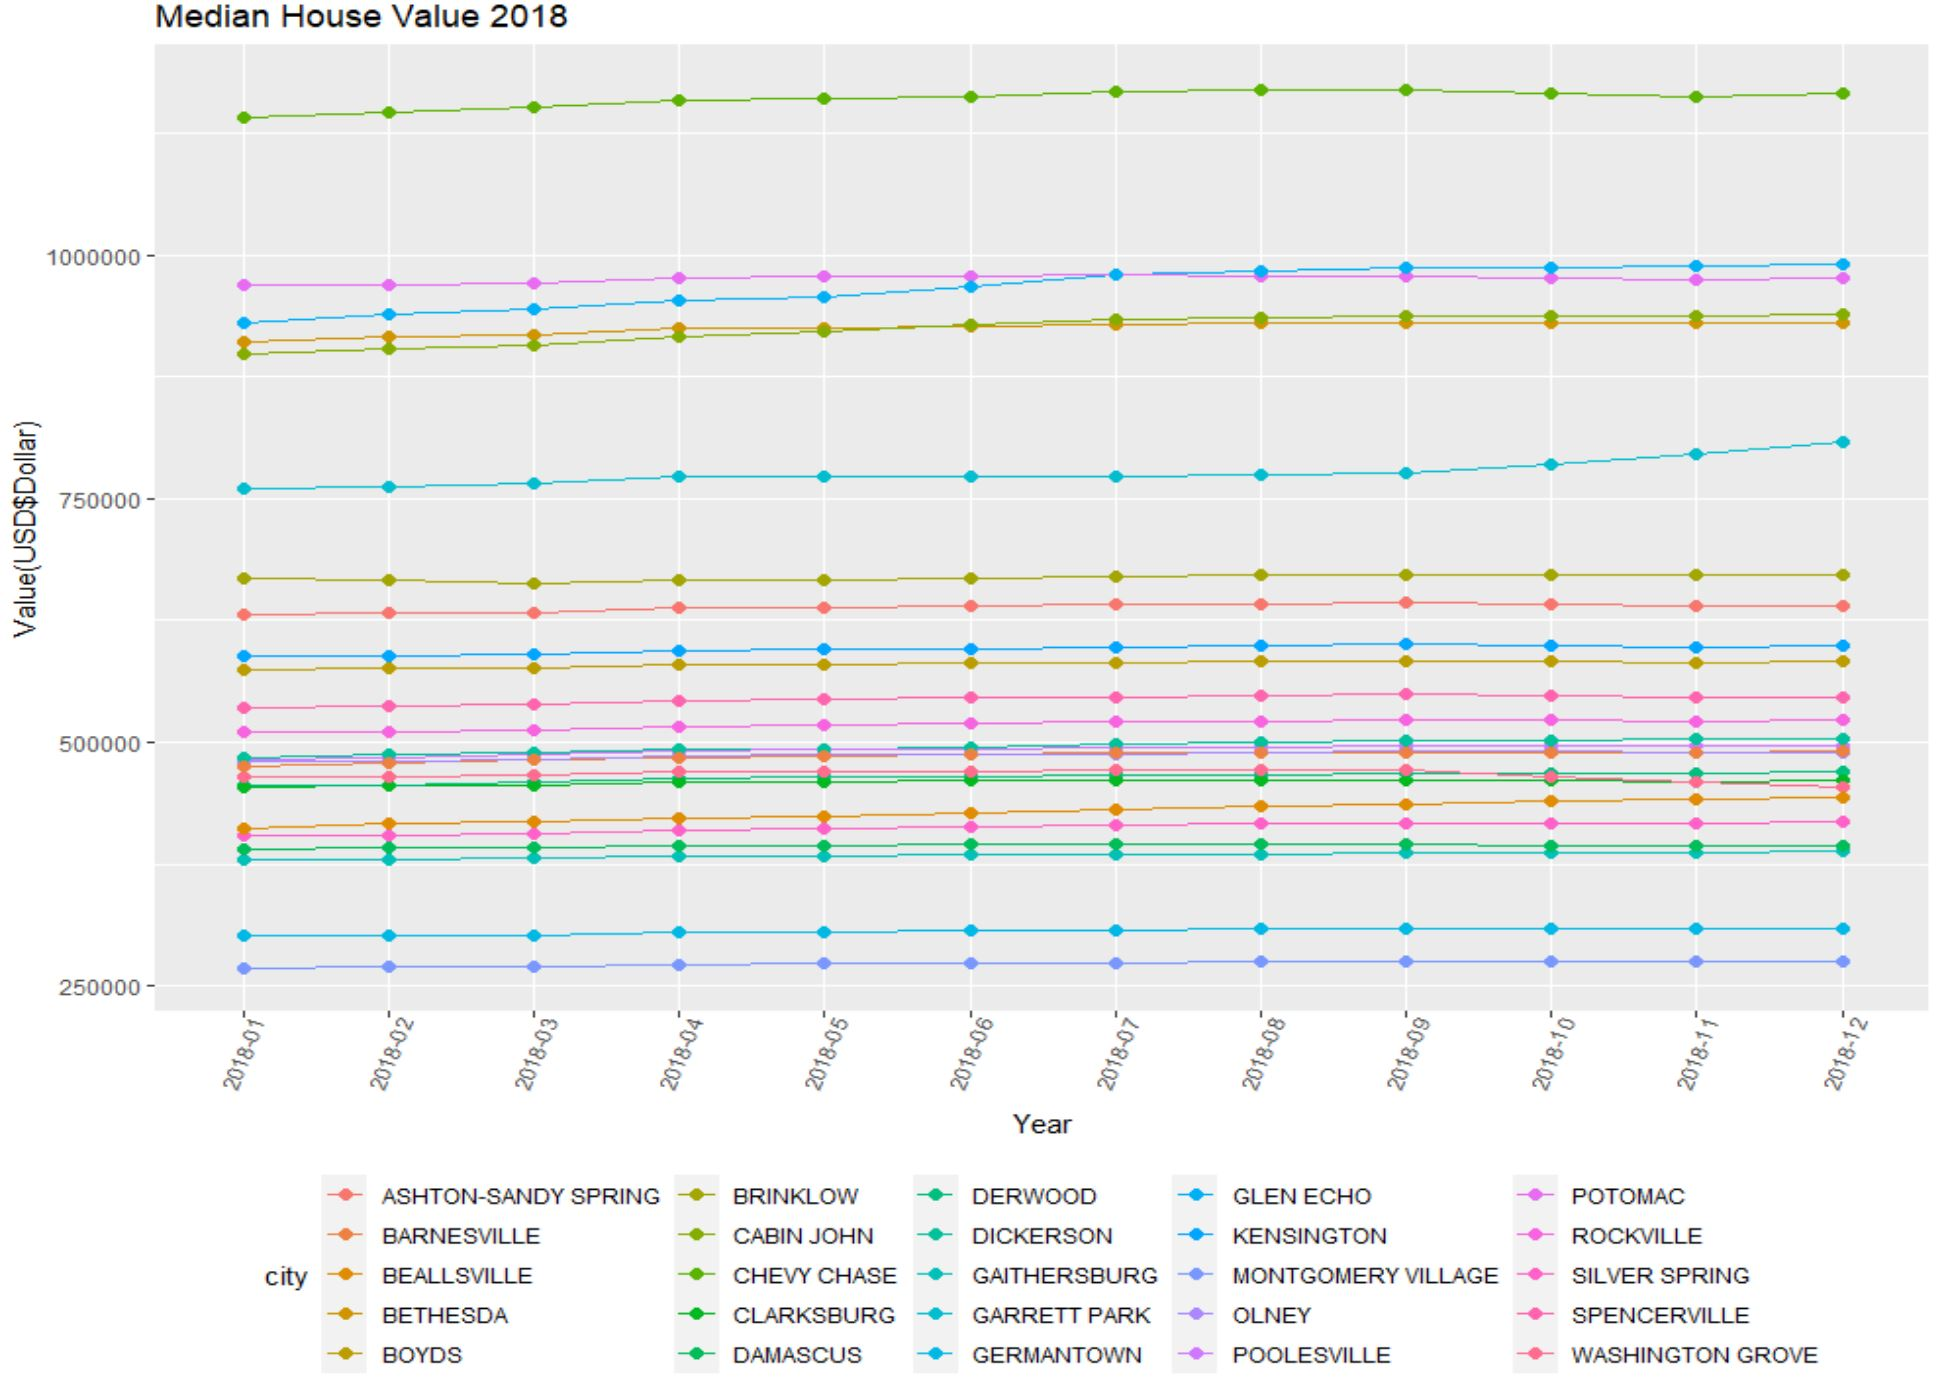 Median House Value 2018
Value(USD$Dollar)
1000000
750000
500000
250000
2018-01 2018-02 2018-03 2018-04 2018-05 2018-06 2018-07 2018-08 2018-09 2018-10 2018-11 2018-12
Year
city
ASHTON-SANDY SPRING BRINKLOW DERWOOD GLEN ECHO POTOMAC
BARNESVILLE CABIN JOHN DICKERSON KENSINGTON ROCKVILLE
BEALLSVILLE CHEVY CHASE GAITHERSBURG MONTGOMERY VILLAGE SILVER SPRING
BETHESDA CLARKSBURG GARRETT PARK OLNEY SPENCERVILLE
BOYDS DAMASCUS GERMANTOWN POOLESVILLE WASHINGTON GROVE